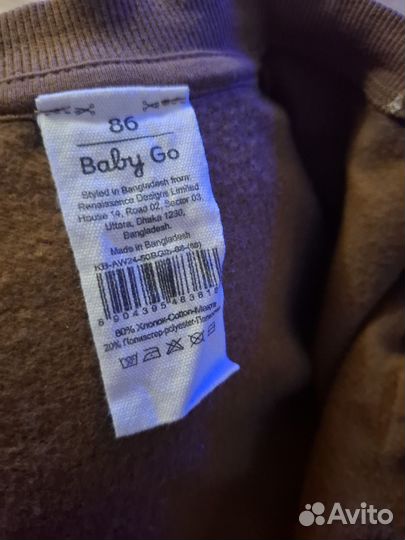 86
Baby Go
Styled in Bangladesh from
Renaissance Designs Limited
House 14, Road 02, Sector 03,
Uttara, Dhaka 1230,
Bangladesh.
Made in Bangladesh
80% Хлопок-Cotton-Мақта
20% Полиэстер-polyester-
Avito